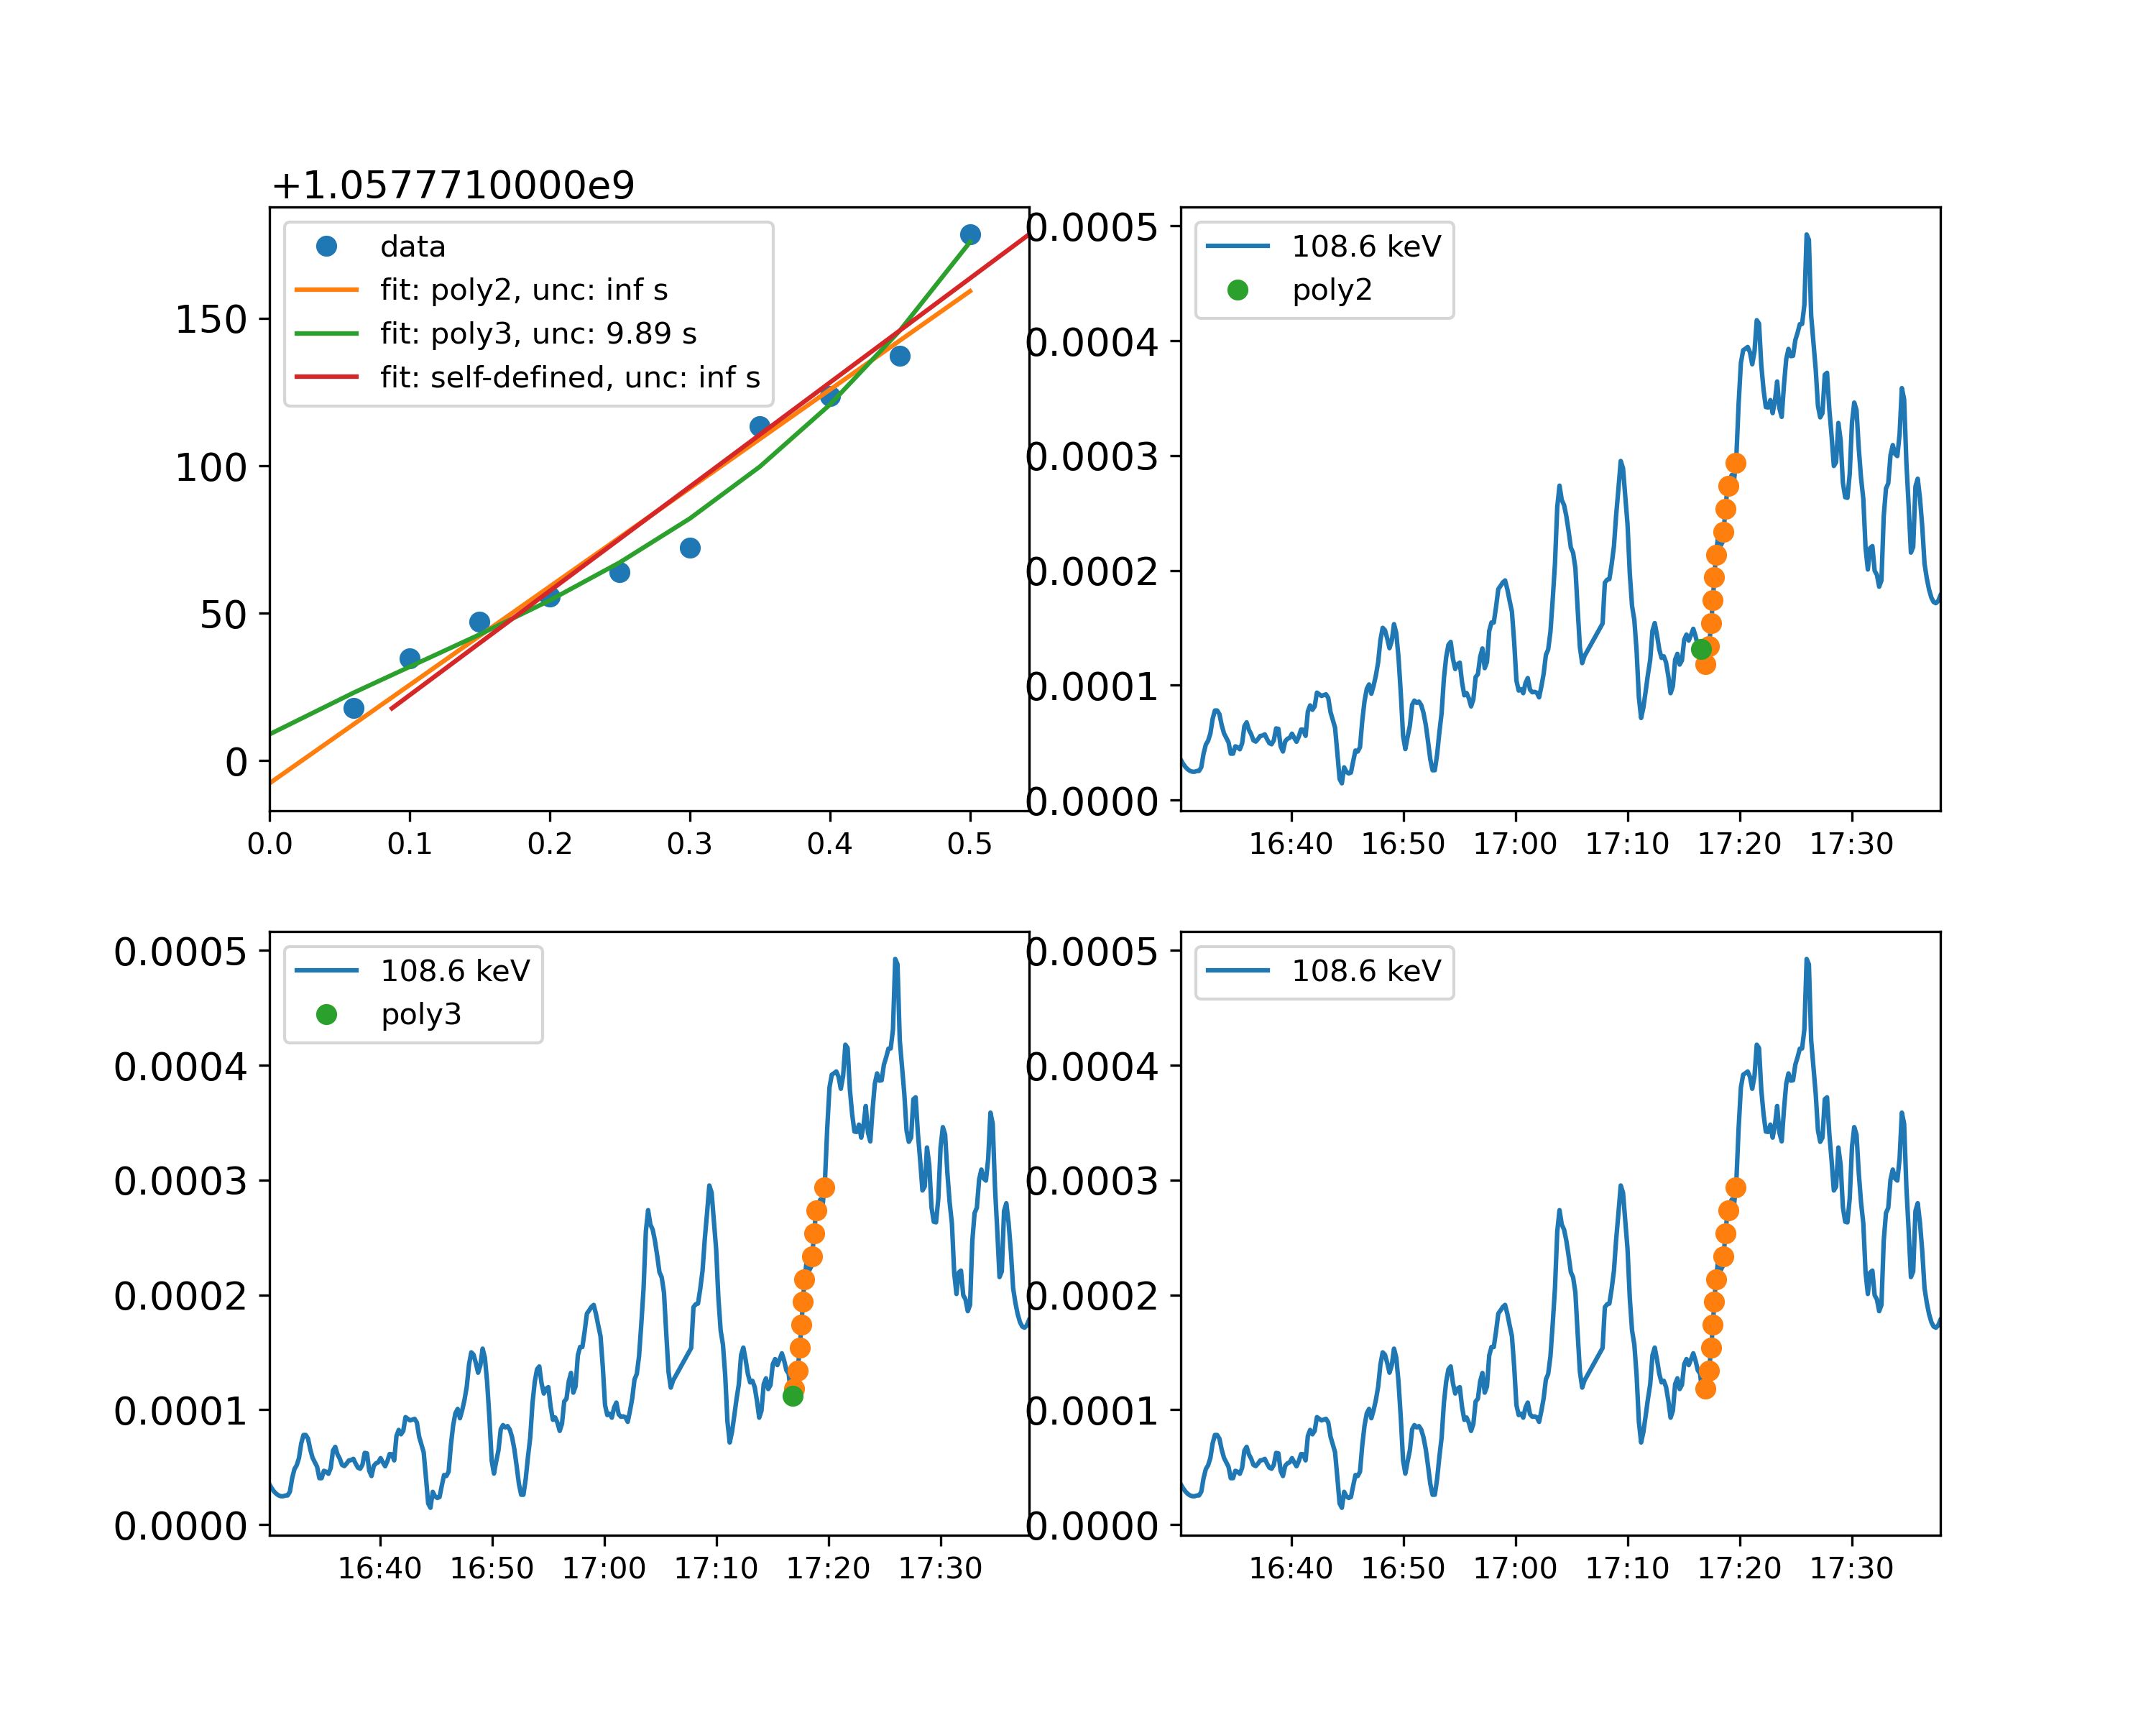 +1.0577710000e9
data
fit: poly2, unc: inf s
fit: poly3, unc: 9.89 s
fit: self-defined, unc: inf s
150
100
50
0
0.0 0.1 0.2 0.3 0.4 0.5
108.6 keV
poly2
0.0005
0.0004
0.0003
0.0002
0.0001
0.0000
16:40 16:50 17:00 17:10 17:20 17:30
108.6 keV
poly3
0.0005
0.0004
0.0003
0.0002
0.0001
0.0000
16:40 16:50 17:00 17:10 17:20 17:30
108.6 keV
0.0005
0.0004
0.0003
0.0002
0.0001
0.0000
16:40 16:50 17:00 17:10 17:20 17:30